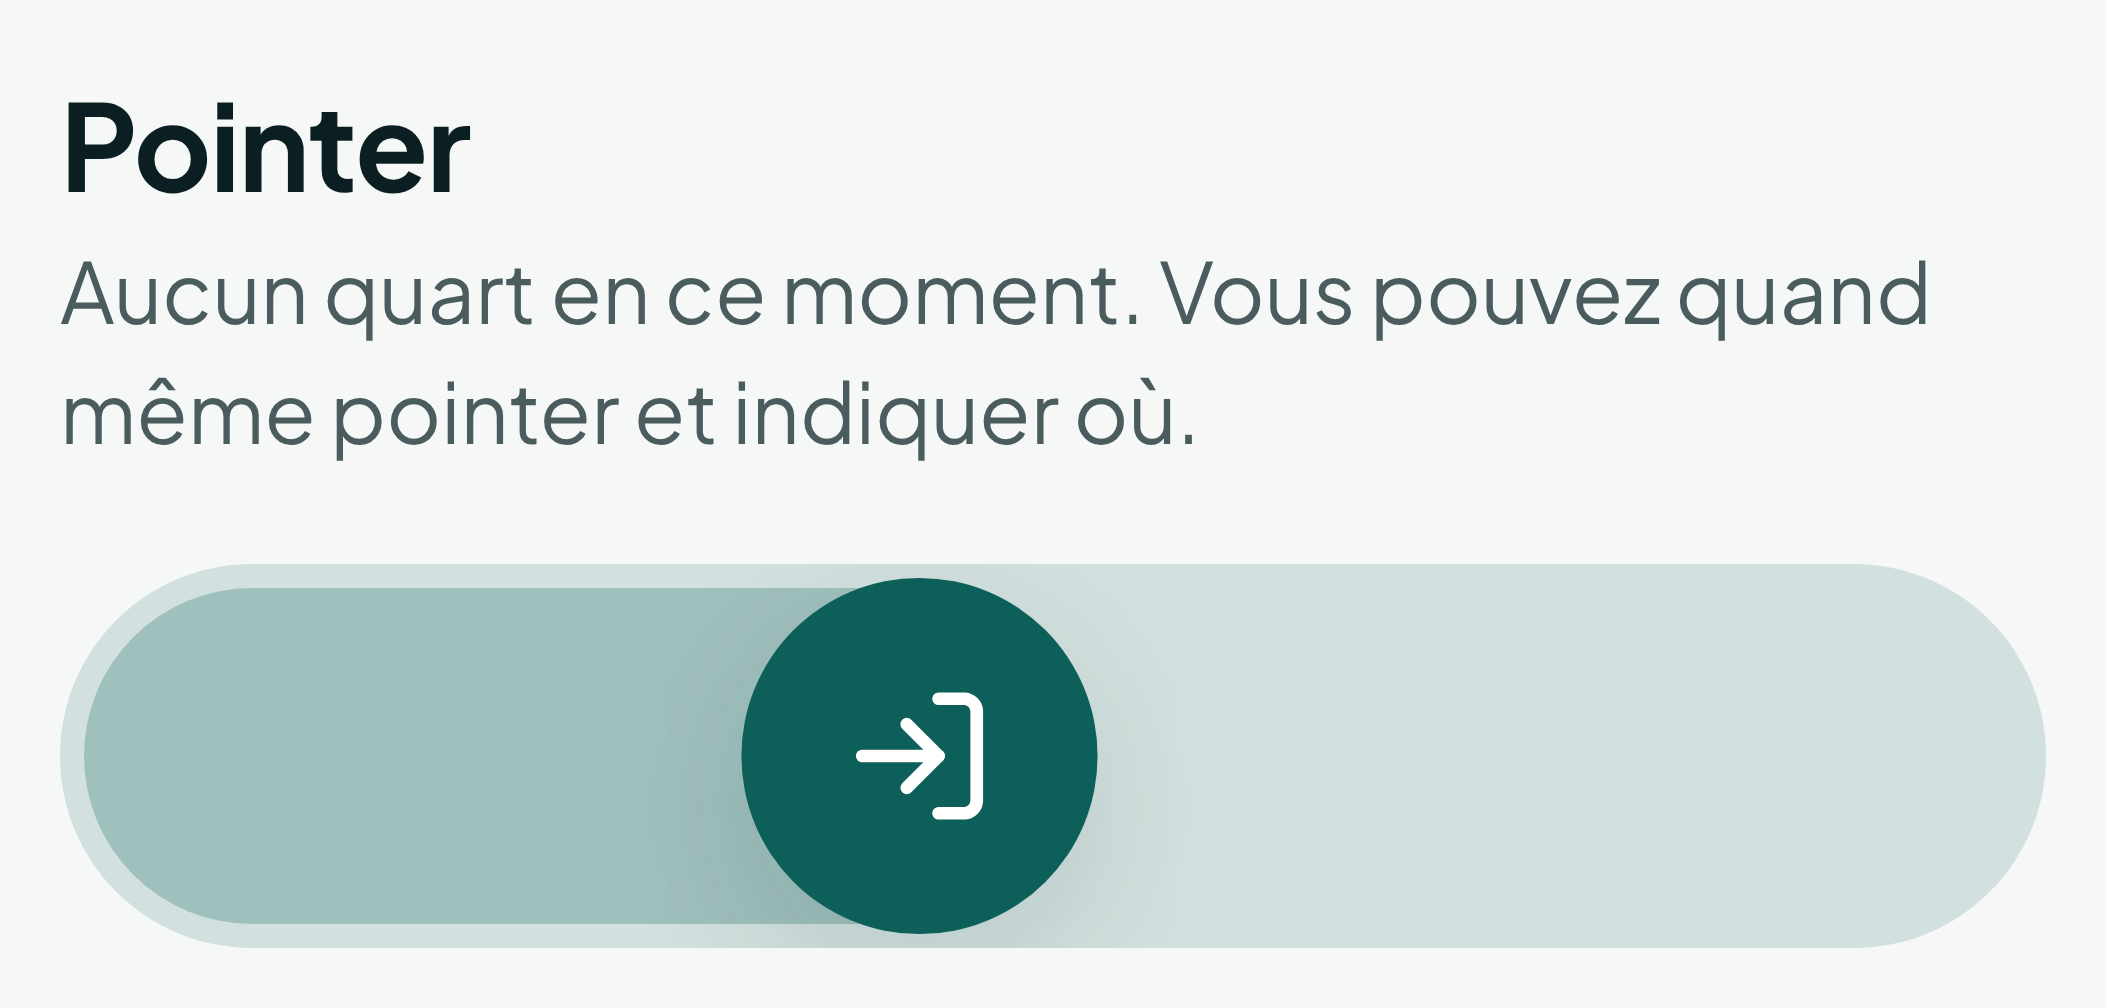 Pointer
Aucun quart en ce moment. Vous pouvez quand
même pointer et indiquer où.